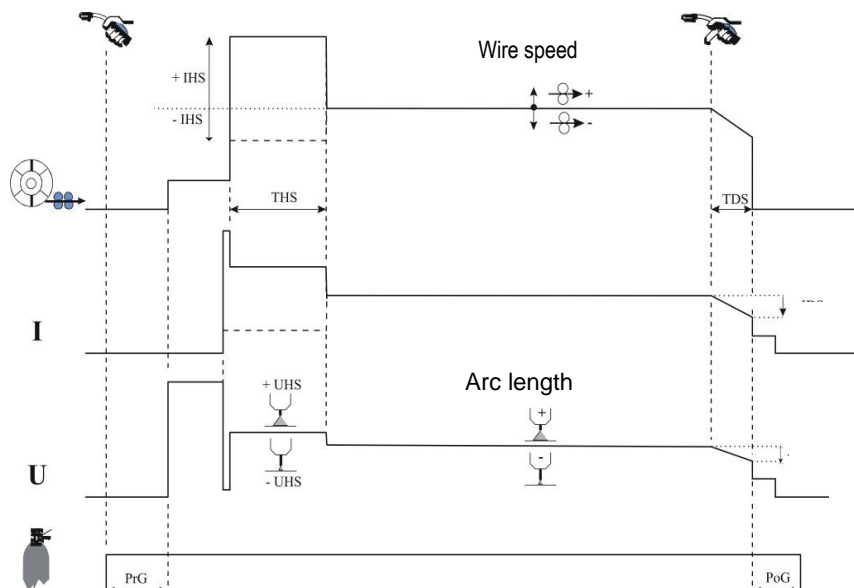 Wire speed
+ IHS
- IHS
+
-
THS
TDS
I
+ UHS
Arc length
+
-
- UHS
U
PrG
PoG